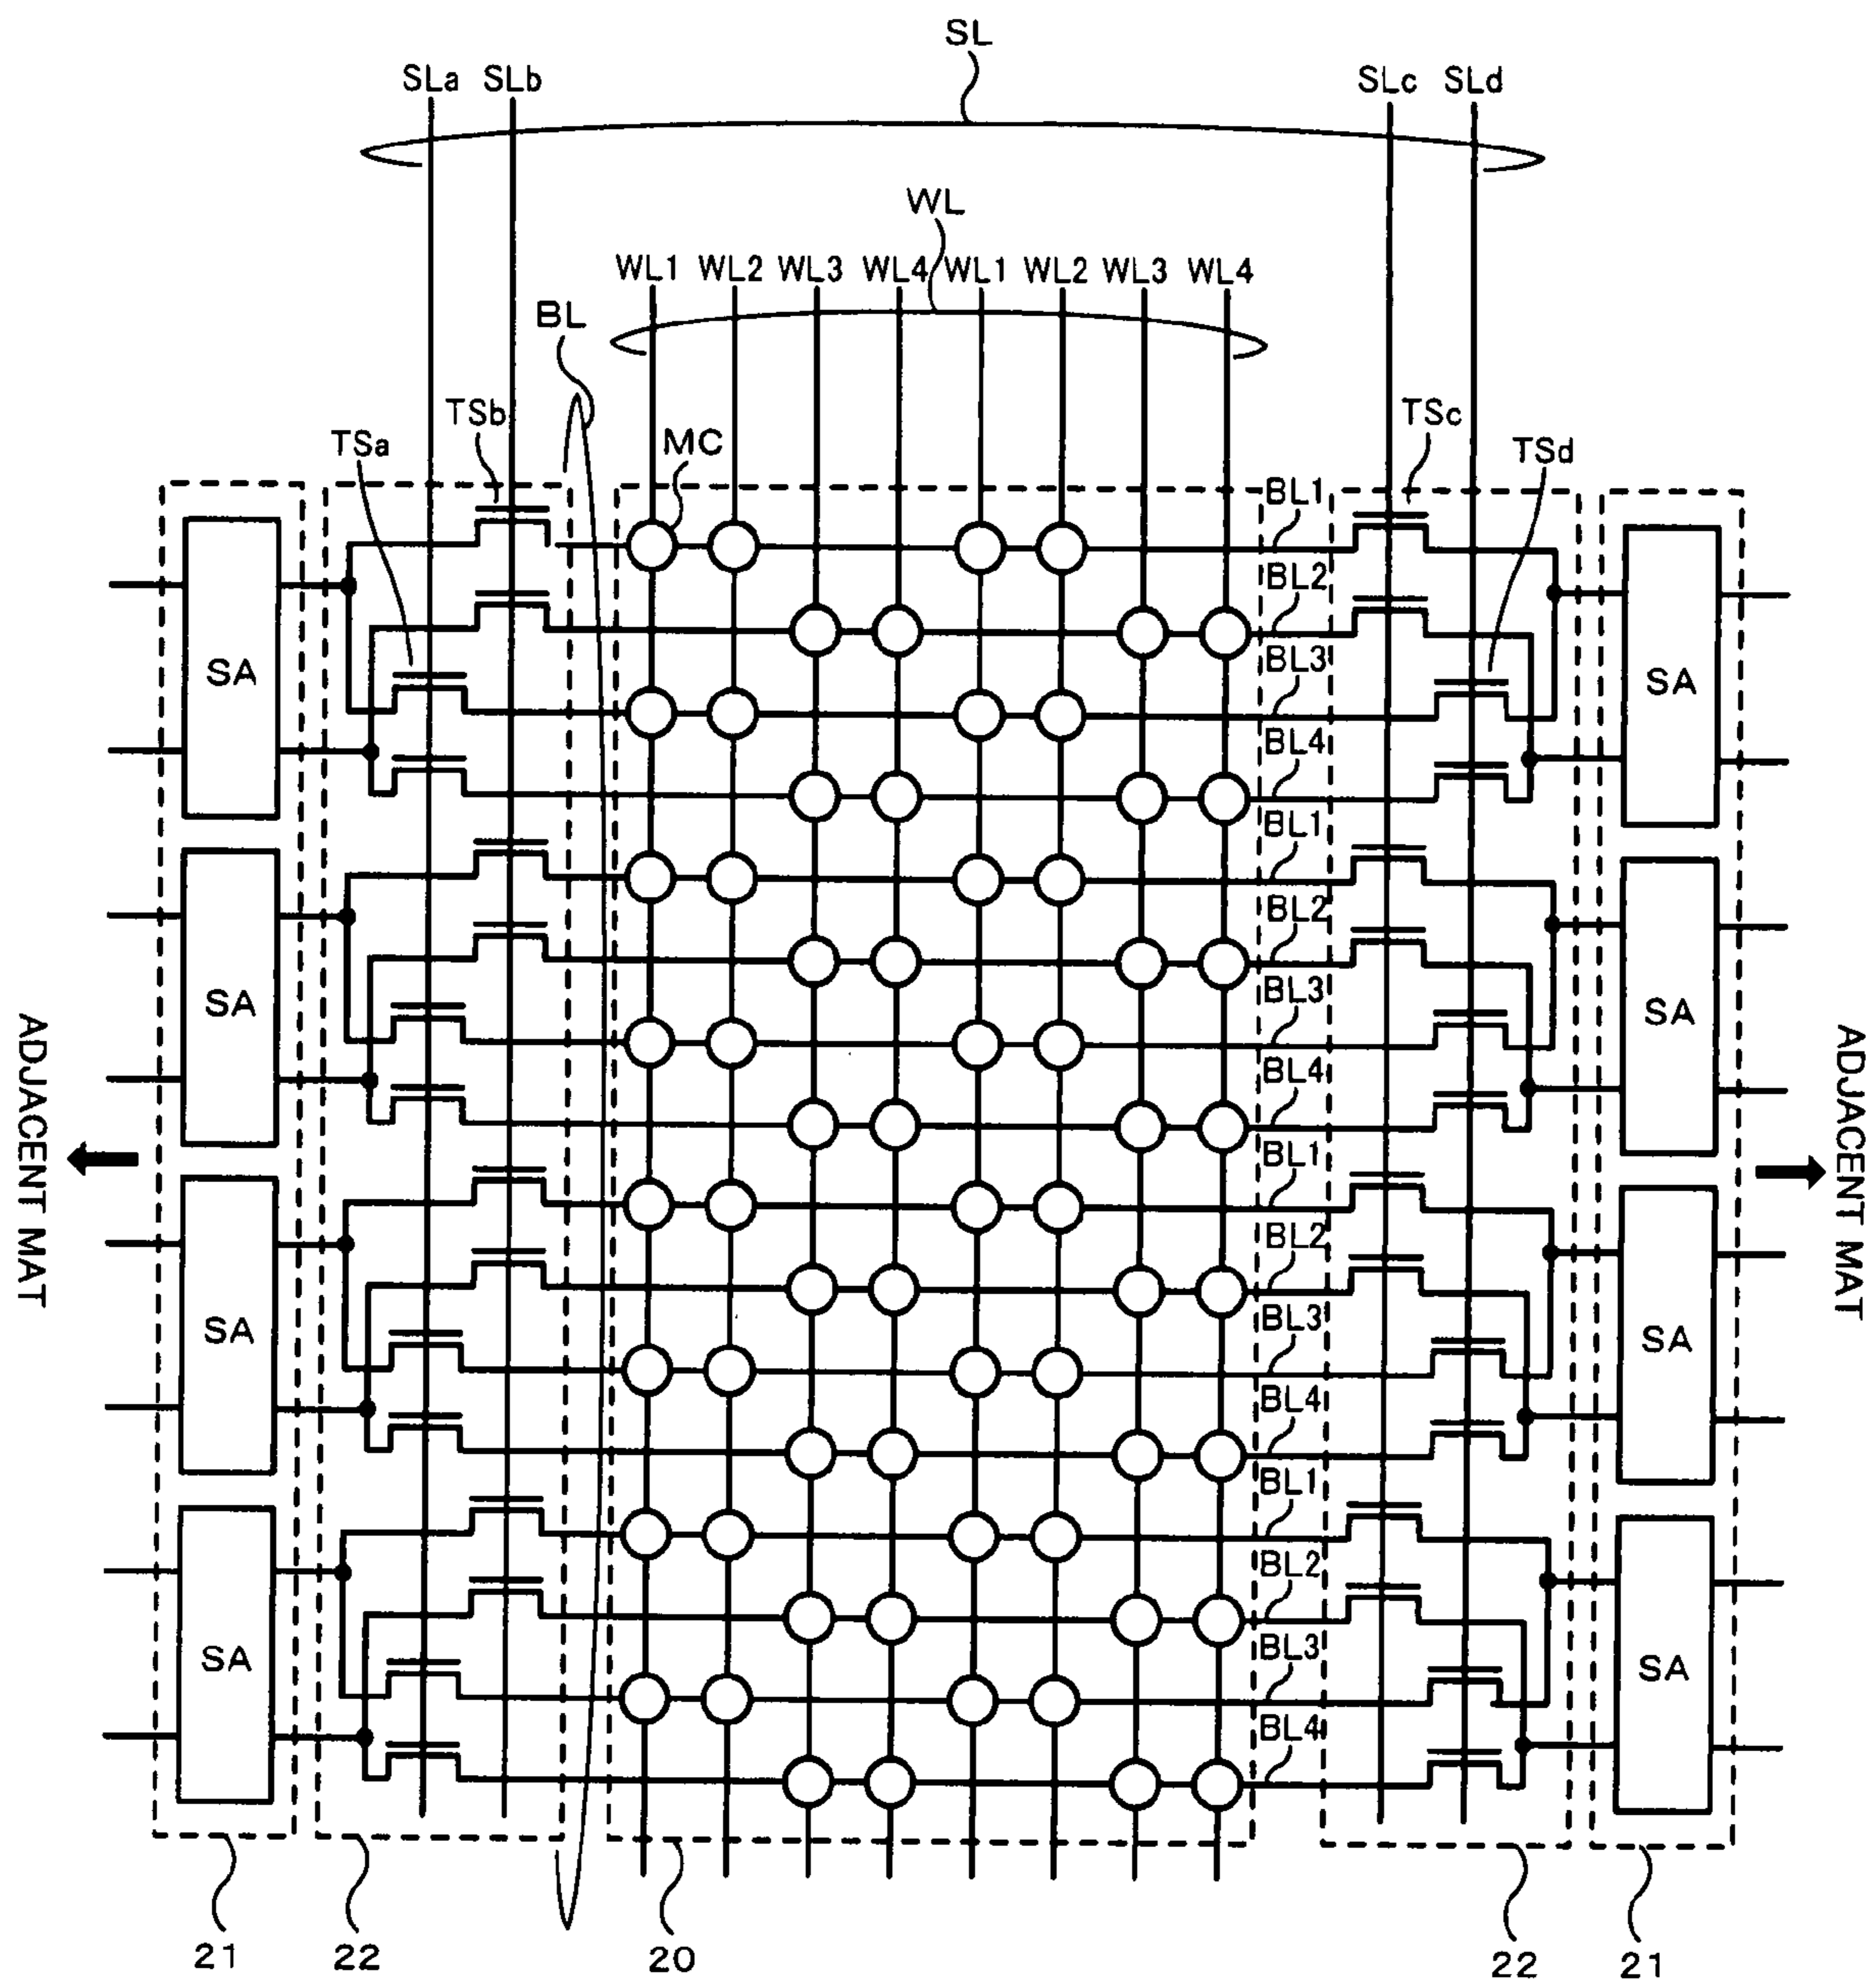 SL
SLa SLb SLc SLd
WL
WL1 WL2 WL3 WL4 WL1 WL2 WL3 WL4
BL
TSb TSc
TSa MC TSd
BL1
BL2
BL3
SA SA
BL4
BL1
BL2
BL3
SA SA
BL4
BL1
BL2
BL3
SA SA
BL4
BL1
BL2
BL3
SA SA
BL4
ADJACENT MAT
ADJACENT MAT
21 22 20 22 21